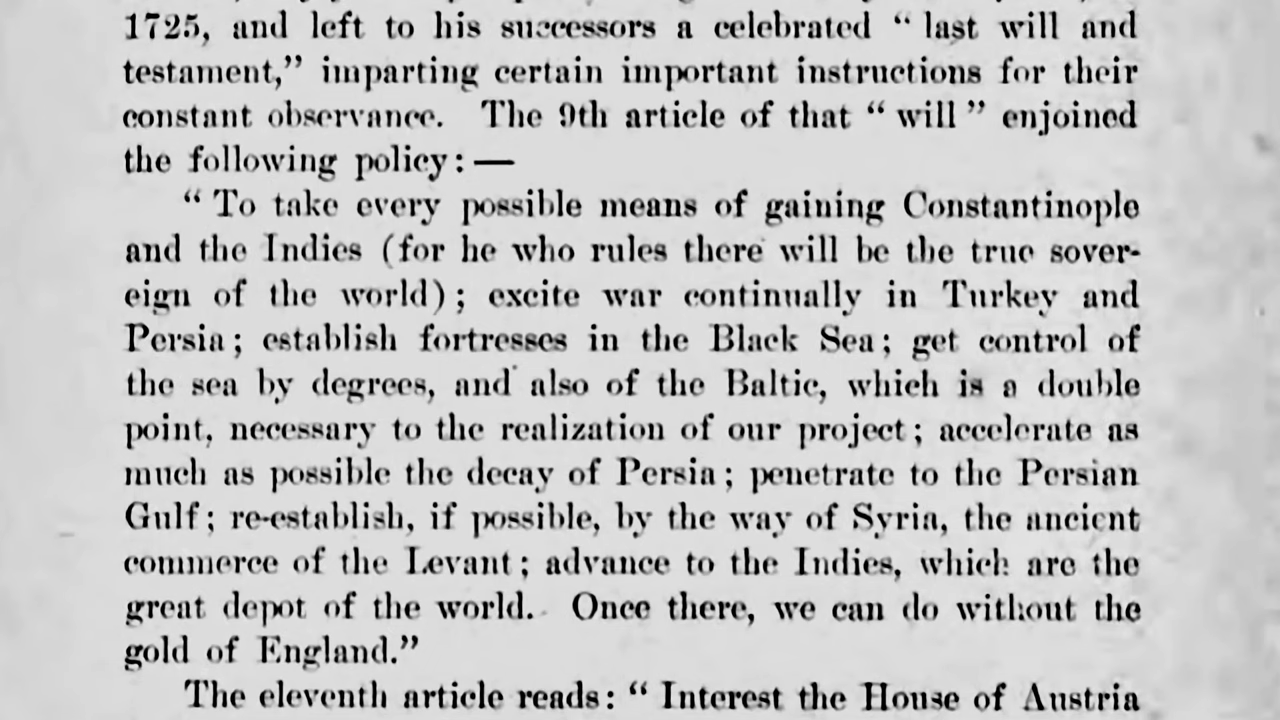 1725, and left to his successors a celebrated “ last will and
testament,” imparting certain important instructions for their
constant observance. The 9th article of that “ will ” enjoined
the following policy: —
“ To take every possible means of gaining Constantinople
and the Indies (for he who rules there will be the true sover-
eign of the world) ; excite war continually in Turkey and
Persia ; establish fortresses in the Black Sea ; get control of
the sea by degrees, and also of the Baltic, which is a double
point, necessary to the realization of our project ; accelerate as
much as possible the decay of Persia ; penetrate to the Persian
Gulf ; re-establish, if possible, by the way of Syria, the ancient
commerce of the Levant ; advance to the Indies, which are the
great depot of the world. Once there, we can do without the
gold of England.”
The eleventh article reads: “ Interest the House of Austria